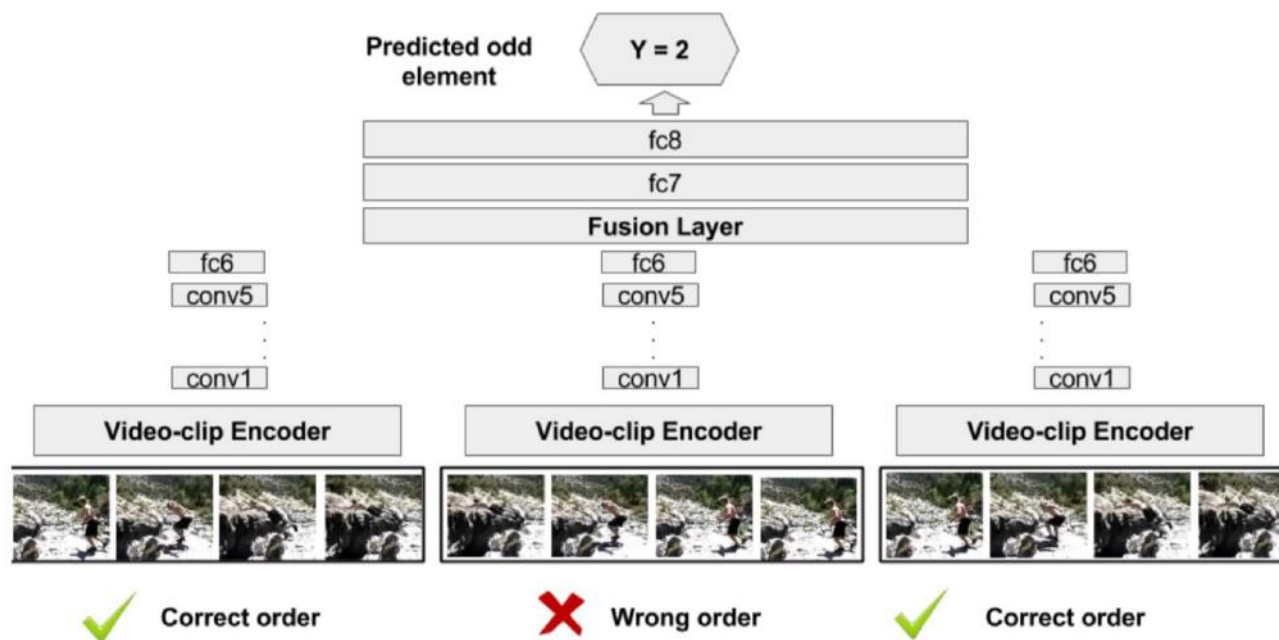 Predicted odd
element
Y = 2
fc8
fc7
Fusion Layer
fc6 fc6 fc6
conv5 conv5 conv5
conv1 conv1 conv1
Video-clip Encoder Video-clip Encoder Video-clip Encoder
Correct order Wrong order Correct order